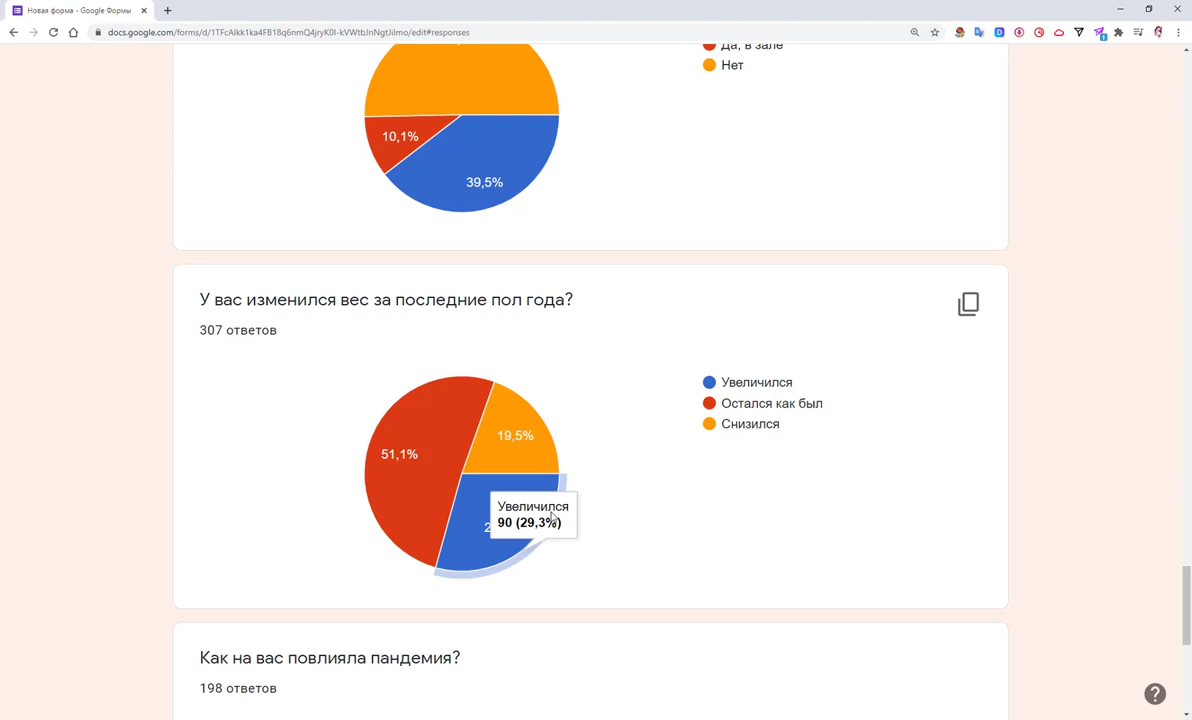 Новая форма - Google Формы
docs.google.com/forms/d/1TFcAlkk1ka4FB18q6nmQ4jryK0I-kVWtbJnNgtJilmo/edit#responses
Да, в зале
Нет
10,1%
39,5%
У вас изменился вес за последние пол года?
307 ответов
Увеличился
Остался как был
Снизился
19,5%
51,1%
Увеличился
90 (29,3%)
Как на вас повлияла пандемия?
198 ответов